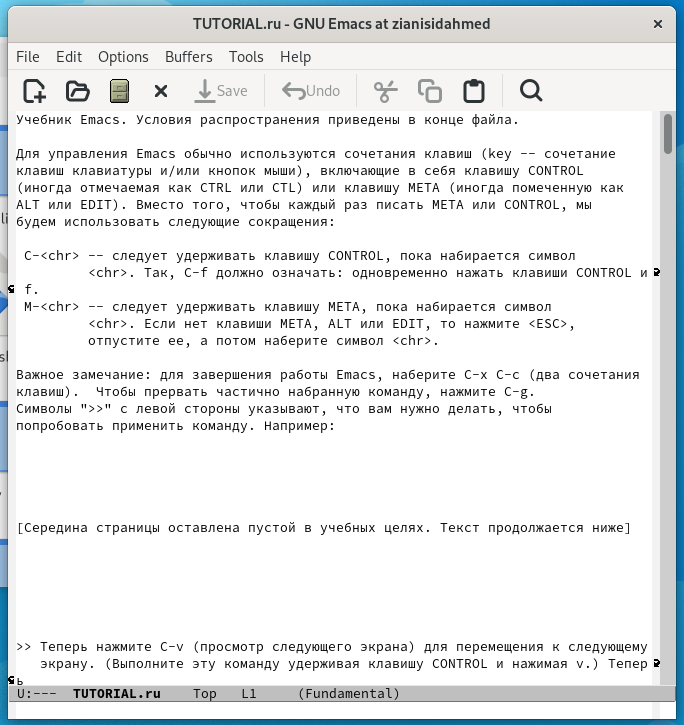 TUTORIAL.ru - GNU Emacs at zianisidahmed
File Edit Options Buffers Tools Help
Save Undo
Учебник Emacs. Условия распространения приведены в конце файла.
Для управления Emacs обычно используются сочетания клавиш (key -- сочетание
клавиш клавиатуры и/или кнопок мыши), включающие в себя клавишу CONTROL
(иногда отмечаемая как CTRL или CTL) или клавишу META (иногда помеченную как
ALT или EDIT). Вместо того, чтобы каждый раз писать META или CONTROL, мы
будем использовать следующие сокращения:
C-<chr> -- следует удерживать клавишу CONTROL, пока набирается символ
<chr>. Так, C-f должно означать: одновременно нажать клавиши CONTROL и
f.
M-<chr> -- следует удерживать клавишу META, пока набирается символ
<chr>. Если нет клавиши META, ALT или EDIT, то нажмите <ESC>,
отпустите ее, а потом наберите символ <chr>.
Важное замечание: для завершения работы Emacs, наберите C-x C-c (два сочетания
клавиш).  Чтобы прервать частично набранную команду, нажмите C-g.
Символы ">>" с левой стороны указывают, что вам нужно делать, чтобы
попробовать применить команду. Например:
[Середина страницы оставлена пустой в учебных целях. Текст продолжается ниже]
>> Теперь нажмите C-v (просмотр следующего экрана) для перемещения к следующему
экрану. (Выполните эту команду удерживая клавишу CONTROL и нажимая v.) Тепер
ь
U:--- TUTORIAL.ru Top L1 (Fundamental)